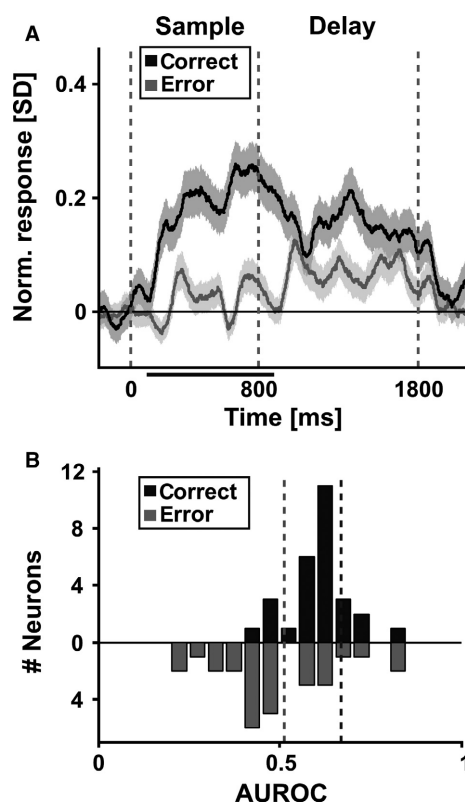 A
Sample Delay
Correct
Error
Norm. response [SD]
0.4
0.2
0
0 800 1800
Time [ms]
B
Correct
Error
# Neurons
12
8
4
0
4
0 0.5 1
AUROC